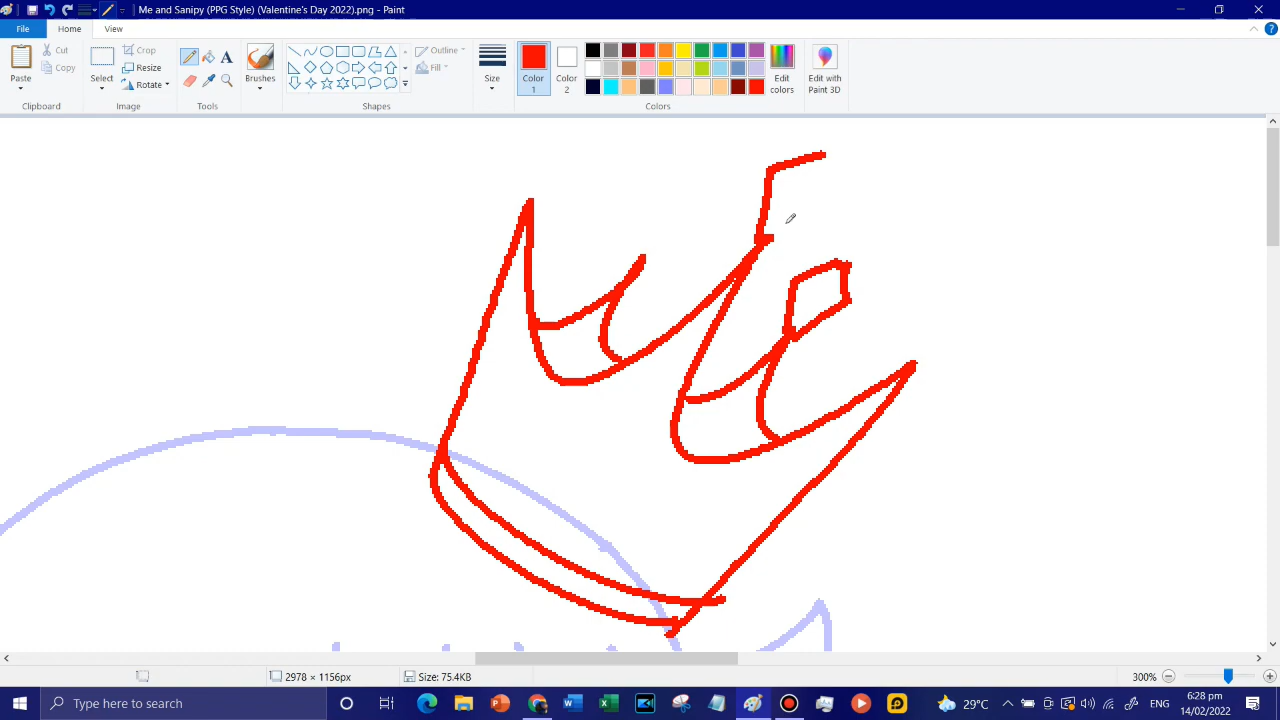 Me and Sanipy (PPG Style) (Valentine's Day 2022).png - Paint
File
Home
View
Paste
Cut
Copy
Clipboard
Select
Crop
Resize
Rotate
Image
Tools
Brushes
Shapes
Outline
Fill
Size
Color 1
Color 2
Colors
Edit colors
Edit with Paint 3D
2978 × 1156px
Size: 75.4KB
300%
Type here to search
29°C
ENG
6:28 pm
14/02/2022